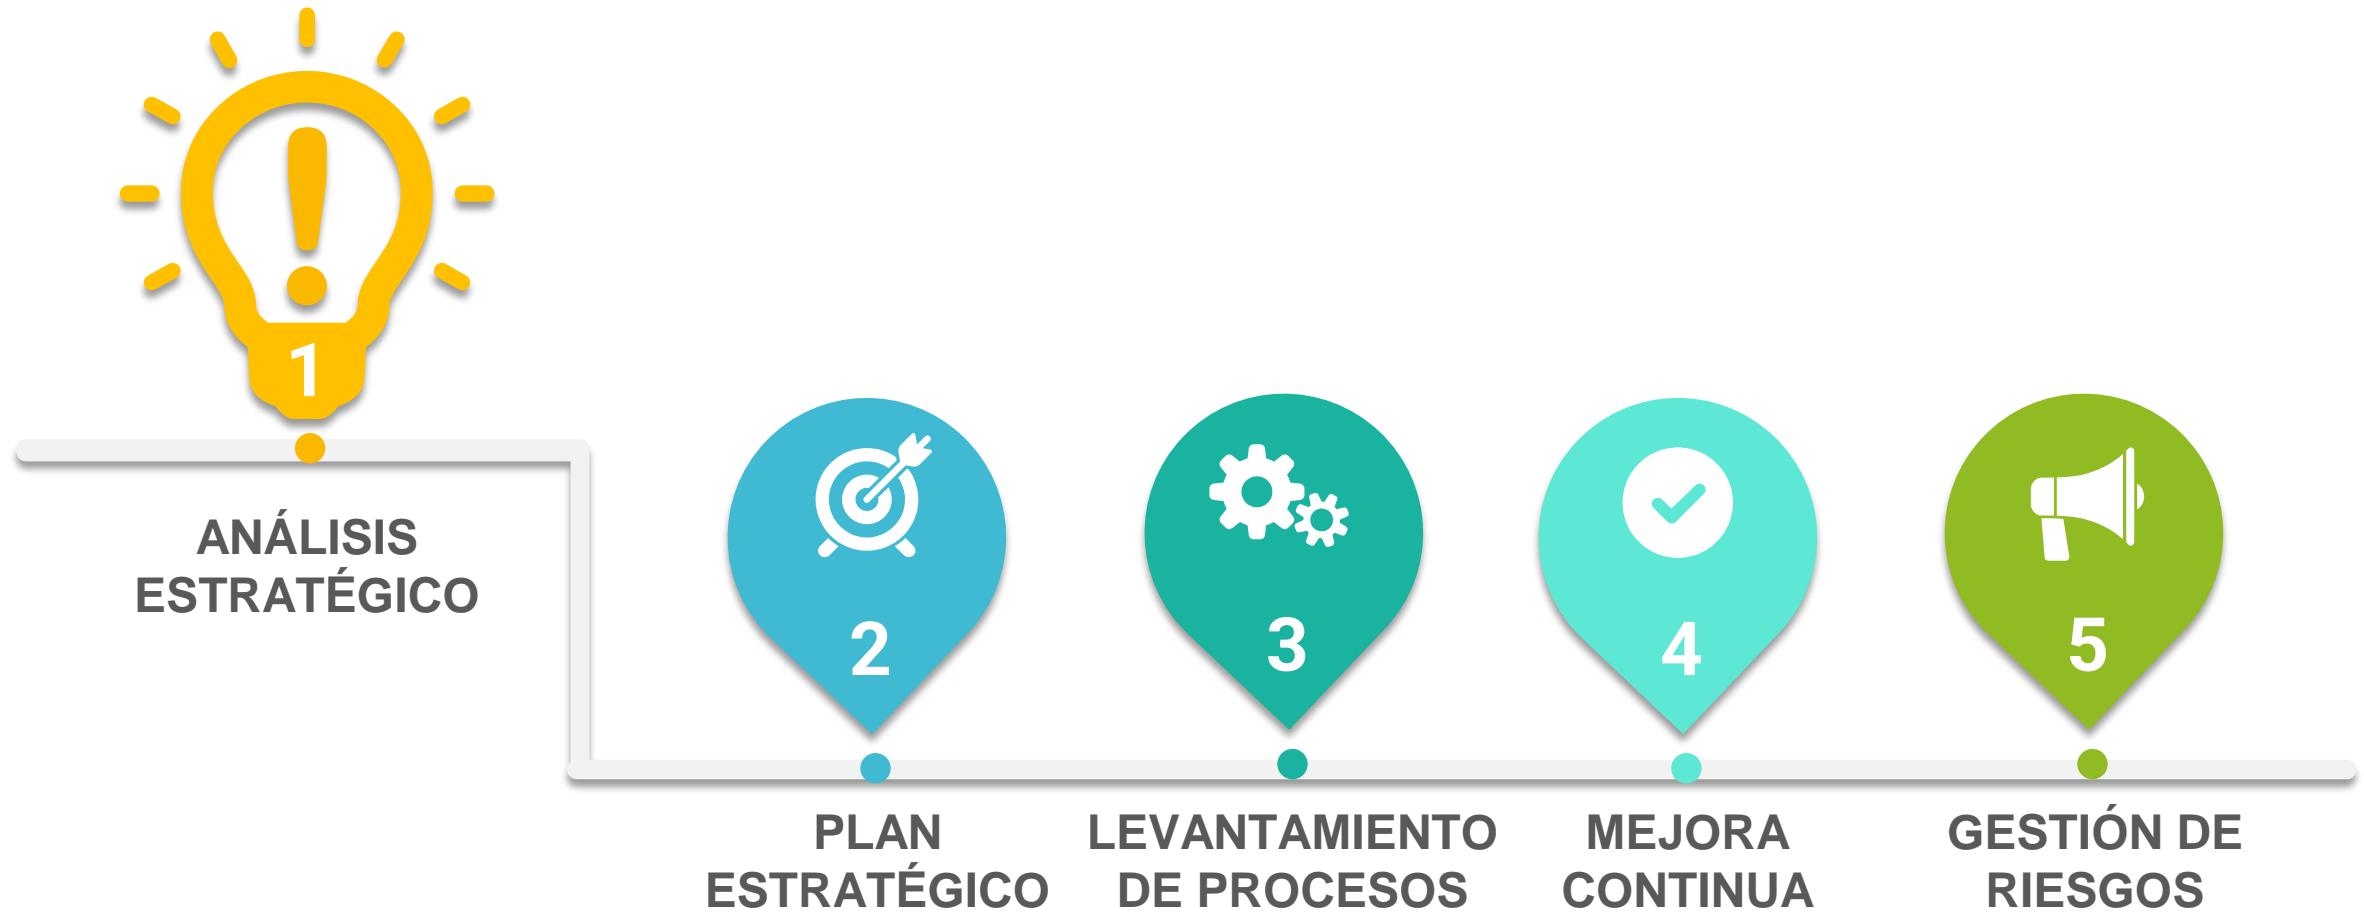 1
ANÁLISIS
ESTRATÉGICO
2
PLAN
ESTRATÉGICO
3
LEVANTAMIENTO
DE PROCESOS
4
MEJORA
CONTINUA
5
GESTIÓN DE
RIESGOS